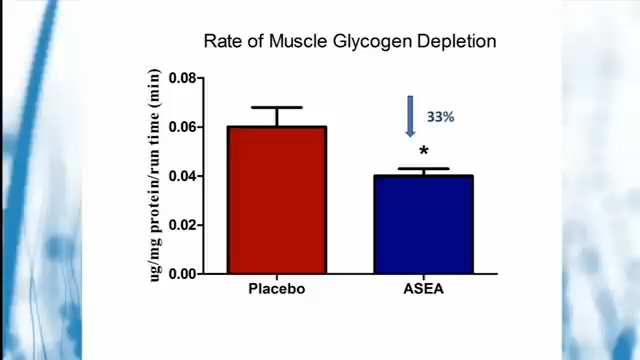 Rate of Muscle Glycogen Depletion
ug/mg protein/run time (min)
0.08
0.06
0.04
0.02
0.00
33%
*
Placebo
ASEA